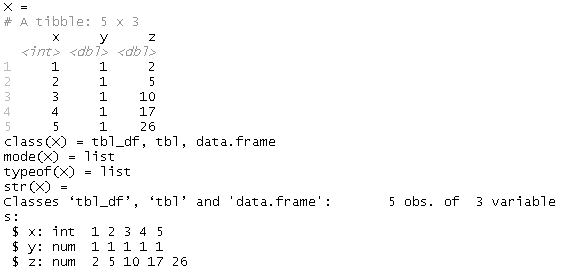 X =
# A tibble: 5 x 3
x y z
<int> <dbl> <dbl>
1 1 1 2
2 2 1 5
3 3 1 10
4 4 1 17
5 5 1 26
class(X) = tbl_df, tbl, data.frame
mode(X) = list
typeof(X) = list
str(X) =
Classes ‘tbl_df’, ‘tbl’ and 'data.frame': 5 obs. of 3 variable
s:
$ x: int 1 2 3 4 5
$ y: num 1 1 1 1 1
$ z: num 2 5 10 17 26